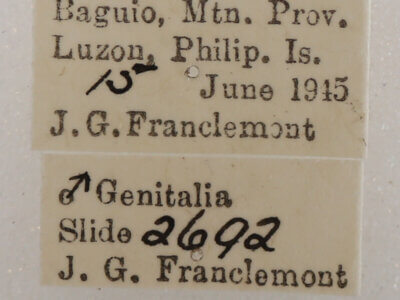 Baguio, Mtn. Prov.
Luzon, Philip. Is.
15 June 1945
J. G. Franclemont
♂ Genitalia
Slide 2692
J. G. Franclemont